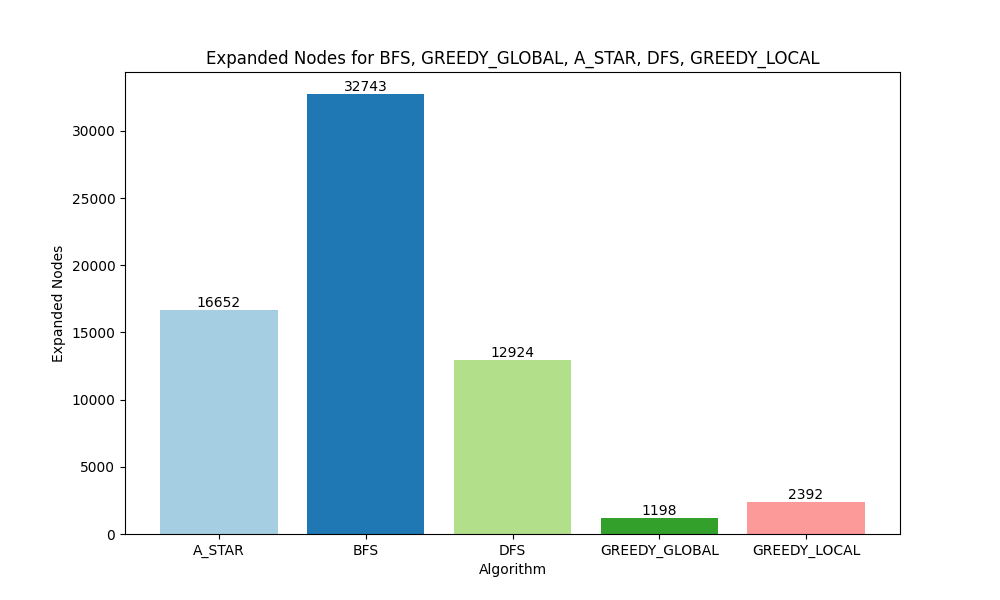 Expanded Nodes for BFS, GREEDY_GLOBAL, A_STAR, DFS, GREEDY_LOCAL
Expanded Nodes
30000
25000
20000
15000
10000
5000
0
16652
32743
12924
1198
2392
A_STAR
BFS
DFS
GREEDY_GLOBAL
GREEDY_LOCAL
Algorithm